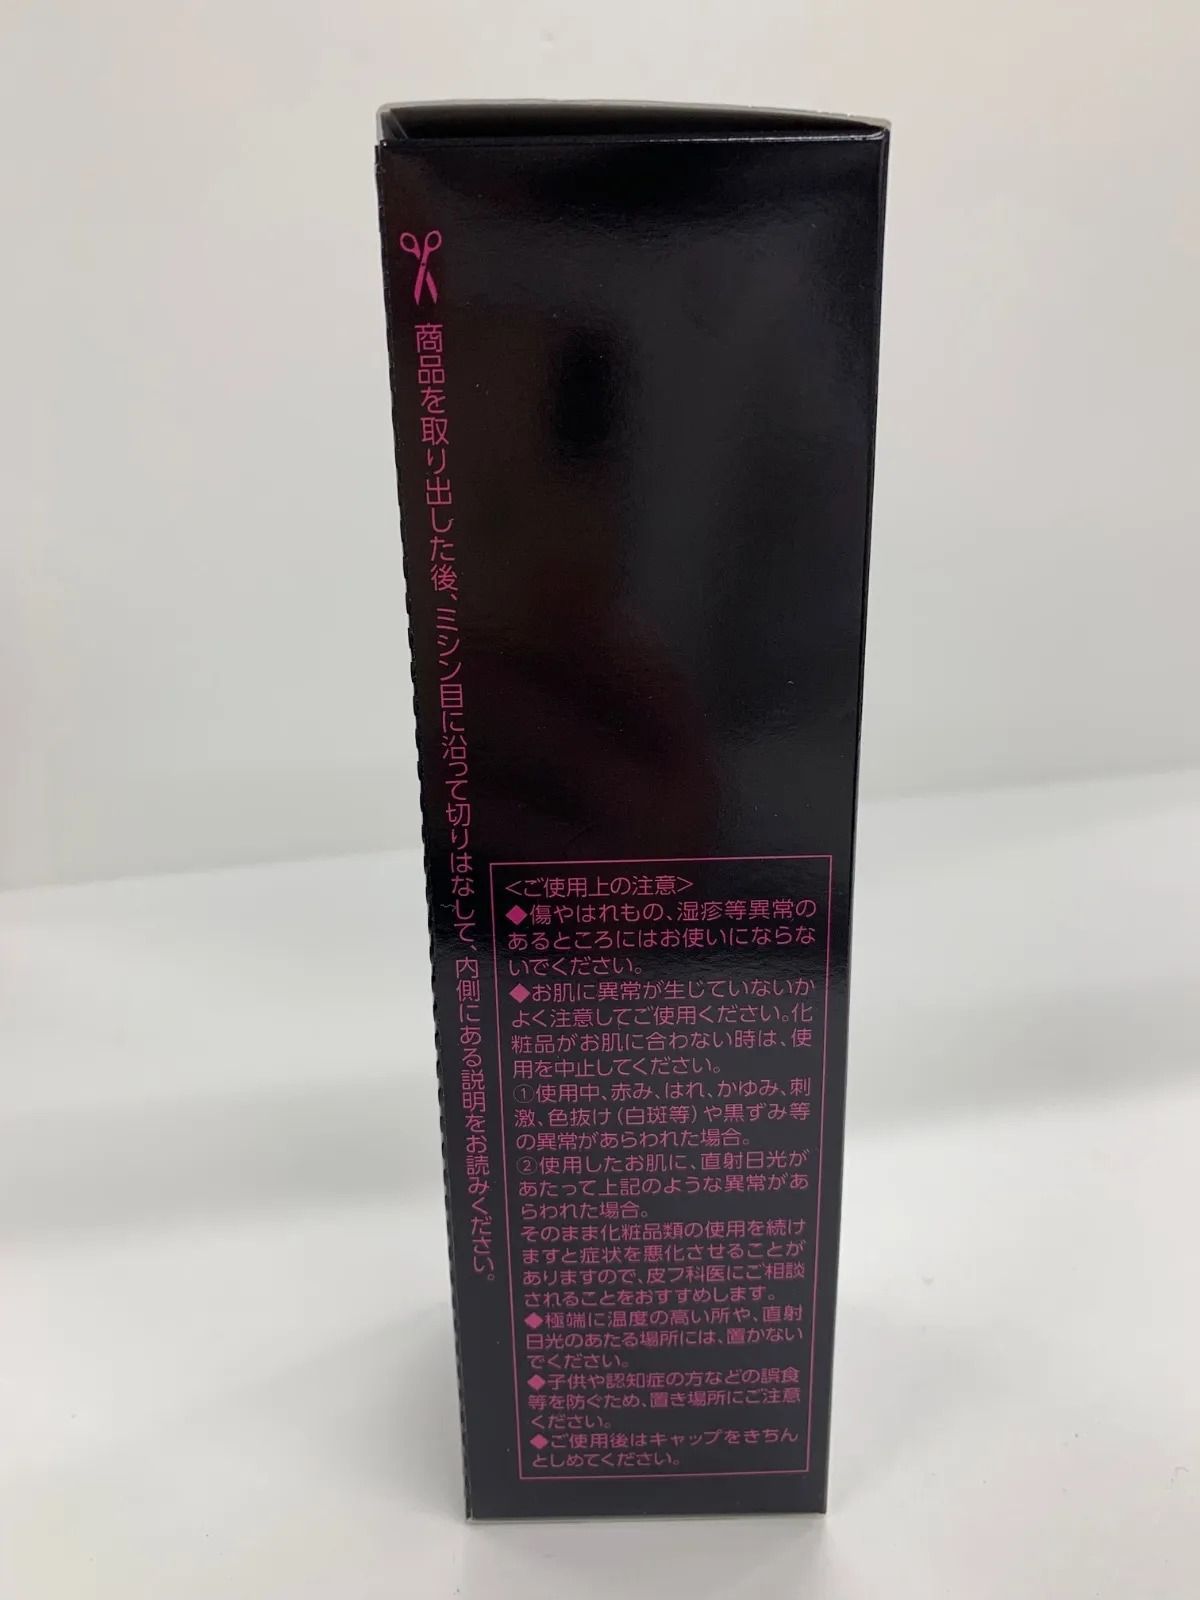 商品を取り出した後、ミシン目に沿って切りはなして、内側にある説明をお読みください。
＜ご使用上の注意＞
◆傷やはれもの、湿疹等異常の
あるところにはお使いにならな
いでください。
◆お肌に異常が生じていないか
よく注意してご使用ください。化
粧品がお肌に合わない時は、使
用を中止してください。
①使用中、赤み、はれ、かゆみ、刺
激、色抜け（白斑等）や黒ずみ等
の異常があらわれた場合。
②使用したお肌に、直射日光が
あたって上記のような異常があ
らわれた場合。
そのまま化粧品類の使用を続け
ますと症状を悪化させることが
ありますので、皮フ科医にご相談
されることをおすすめします。
◆極端に温度の高い所や、直射
日光のあたる場所には、置かない
でください。
◆子供や認知症の方などの誤食
等を防ぐため、置き場所にご注意
ください。
◆ご使用後はキャップをきちん
としめてください。